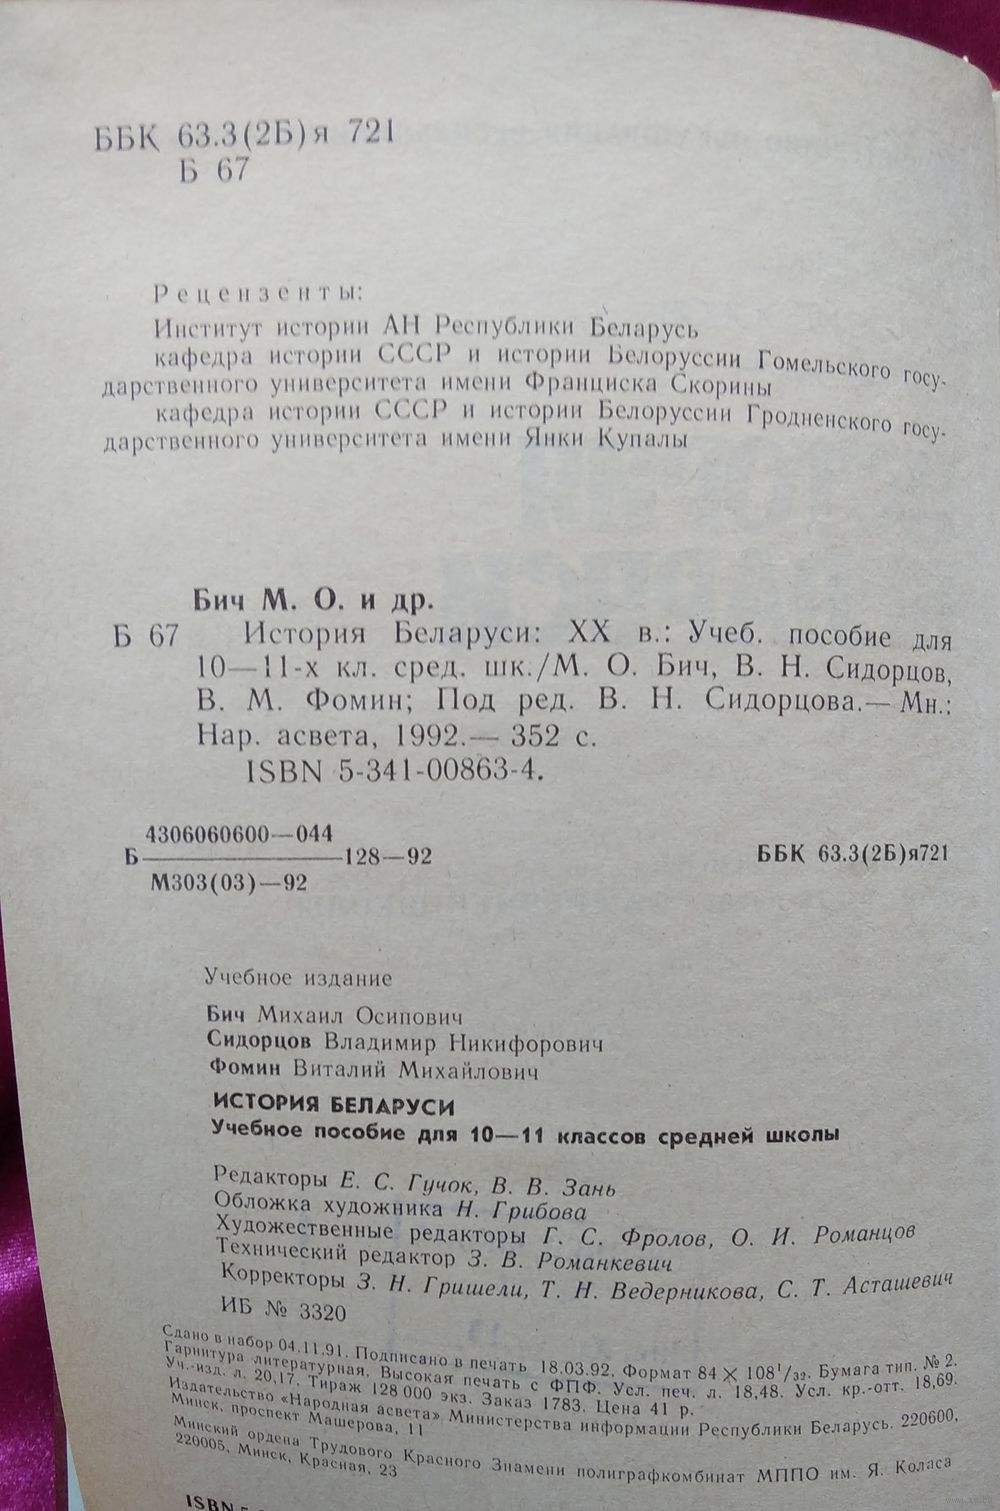 ББК 63.3(2Б)я 721
Б 67
Рецензенты:
Институт истории АН Республики Беларусь
кафедра истории СССР и истории Белоруссии Гомельского госу-
дарственного университета имени Франциска Скорины
кафедра истории СССР и истории Белоруссии Гродненского госу-
дарственного университета имени Янки Купалы
Бич М. О. и др.
Б 67 История Беларуси: XX в.: Учеб. пособие для
10—11-х кл. сред. шк./М. О. Бич, В. Н. Сидорцов,
В. М. Фомин; Под ред. В. Н. Сидорцова.— Мн.:
Нар. асвета, 1992.— 352 с.
ISBN 5-341-00863-4.
4306060600—044
Б————128—92
М303(03)—92
ББК 63.3(2Б)я721
Учебное издание
Бич Михаил Осипович
Сидорцов Владимир Никифорович
Фомин Виталий Михайлович
ИСТОРИЯ БЕЛАРУСИ
Учебное пособие для 10—11 классов средней школы
Редакторы Е. С. Гучок, В. В. Зань
Обложка художника Н. Грибова
Художественные редакторы Г. С. Фролов, О. И. Романцов
Технический редактор З. В. Романкевич
Корректоры З. Н. Гришели, Т. Н. Ведерникова, С. Т. Асташевич
ИБ № 3320
Сдано в набор 04.11.91. Подписано в печать 18.03.92. Формат 84 × 108¹/₃₂. Бумага тип. № 2.
Гарнитура литературная. Высокая печать с ФПФ. Усл. печ. л. 18,48. Усл. кр.-отт. 18,69.
Уч.-изд. л. 20,17. Тираж 128 000 экз. Заказ 1783. Цена 41 р.
Издательство «Народная асвета» Министерства информации Республики Беларусь. 220600,
Минск, проспект Машерова, 11
Минский ордена Трудового Красного Знамени полиграфкомбинат МППО им. Я. Коласа
220005, Минск, Красная, 23
ISBN 5